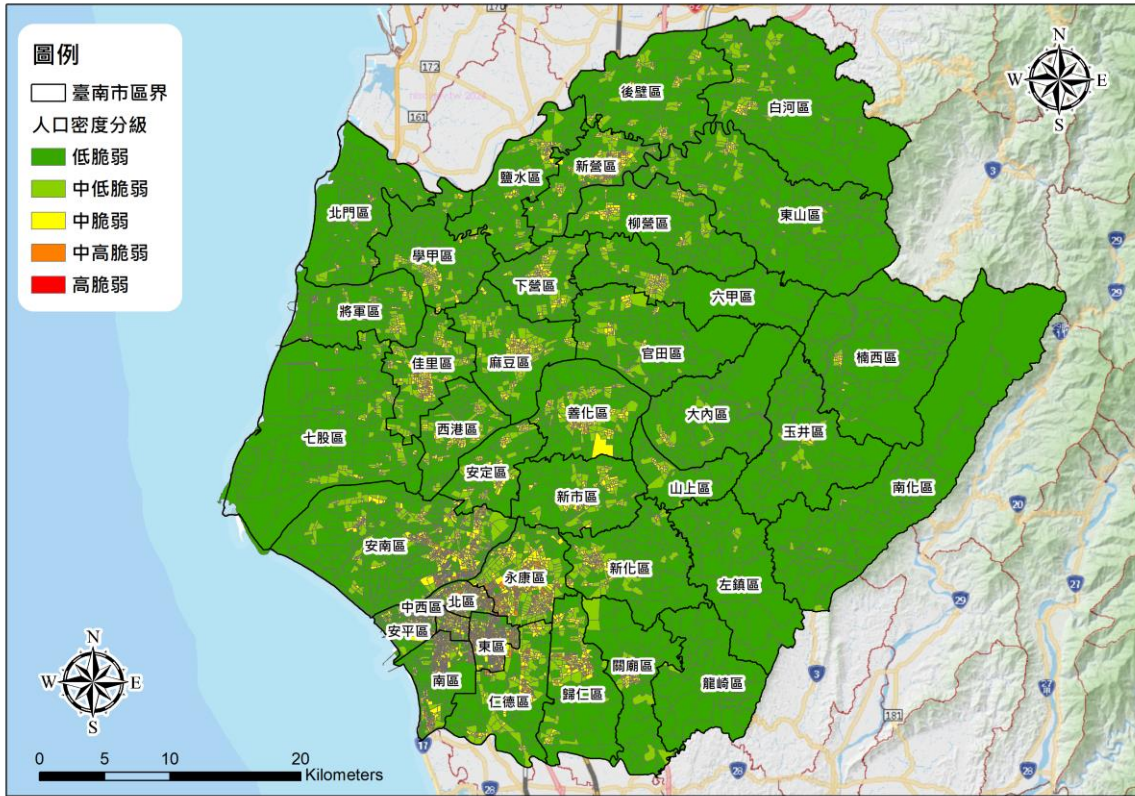 圖例
臺南市區界
人口密度分級
低脆弱
中低脆弱
中脆弱
中高脆弱
高脆弱
N
W E
S
172
161
3
29
29
20
27
29
3
181
27
28
28
28
17
後壁區
白河區
新營區
鹽水區
北門區
柳營區
東山區
學甲區
下營區
六甲區
將軍區
官田區
楠西區
佳里區
麻豆區
善化區
大內區
西港區
玉井區
七股區
安定區
新市區
山上區
南化區
安南區
永康區
新化區
左鎮區
中西區
北區
安平區
東區
關廟區
南區
仁德區
歸仁區
龍崎區
N
W E
S
0 5 10 20
Kilometers